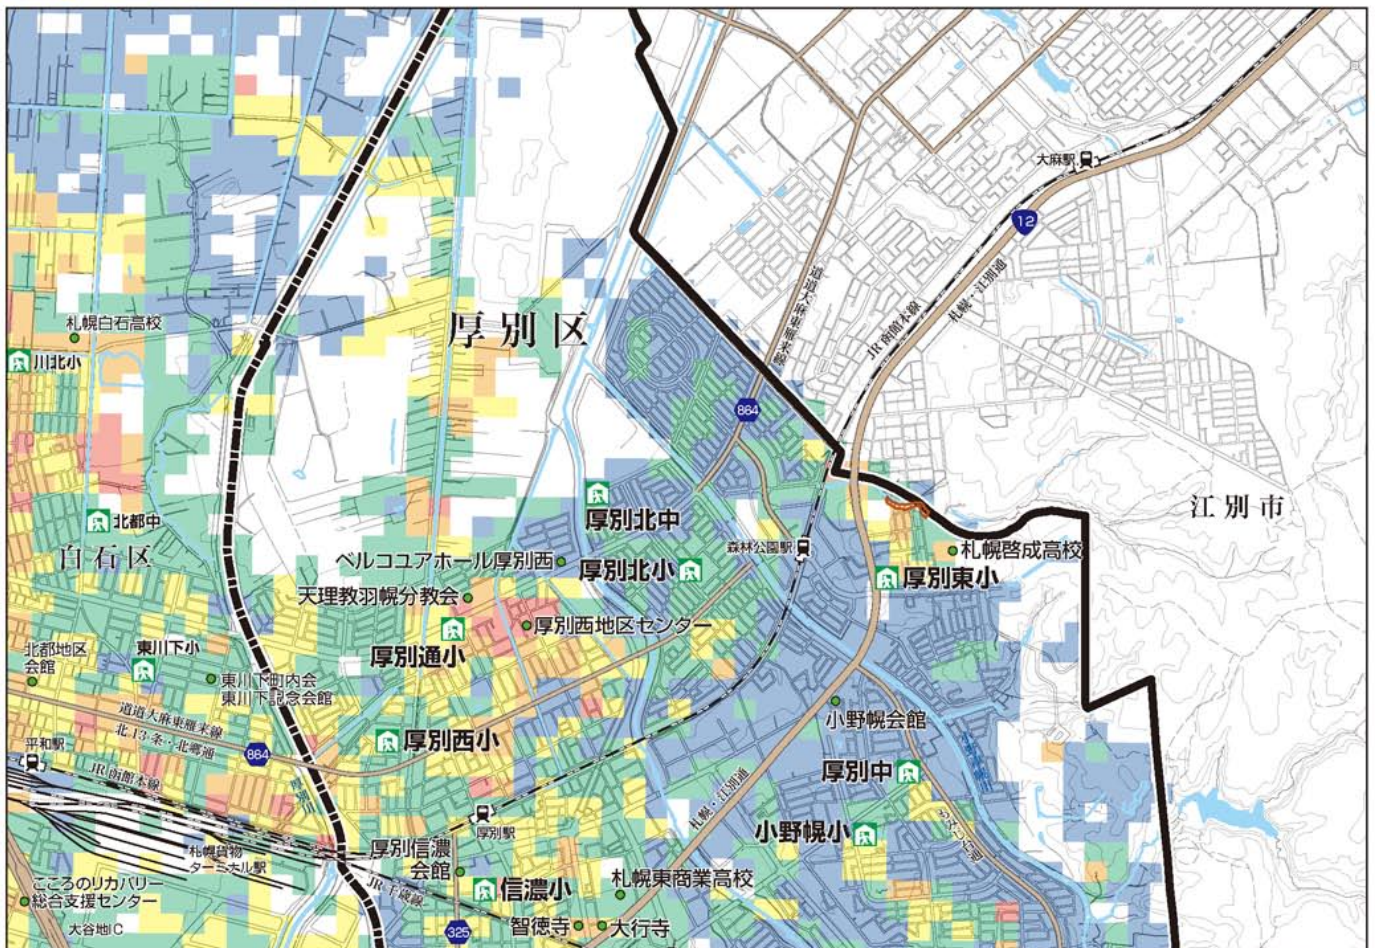 大麻駅
12
道道大麻東雁来線
JR函館本線
札幌・江別通
厚別区
札幌白石高校
川北小
864
北都中
白石区
厚別北中
江別市
ベルコユアホール厚別西
厚別北小
森林公園駅
札幌啓成高校
厚別東小
天理教羽幌分教会
厚別西地区センター
厚別通小
北都地区
会館
東川下小
東川下町内会
東川下記念会館
道道大麻東雁来線
北13条・北郷通
小野幌会館
平和駅
864
厚別西小
JR函館本線
厚別川
厚別中
札幌・江別通
厚別駅
小野幌小
もみじ台通
札幌貨物
ターミナル駅
厚別信濃
会館
JR千歳線
こころのリカバリー
総合支援センター
信濃小
札幌東商業高校
大谷地IC
325
智徳寺
大行寺